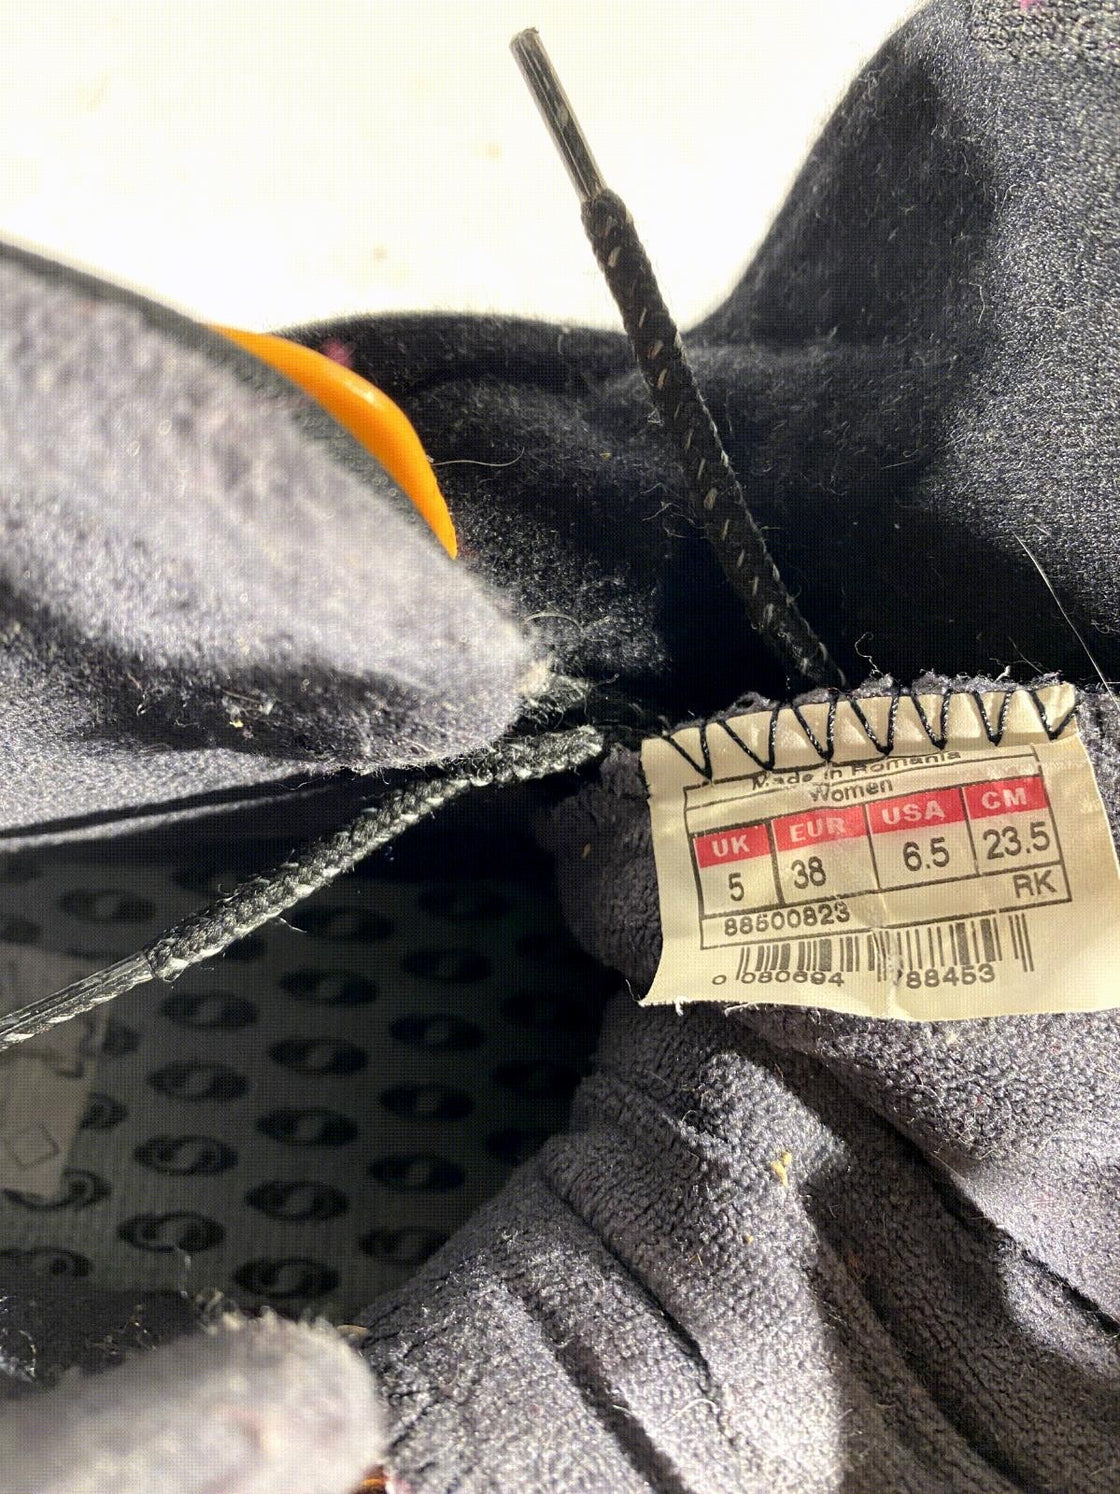 Made in Romania
Women
UK EUR USA CM
5 38 6.5 23.5
RK
88500823
0 080694 788453